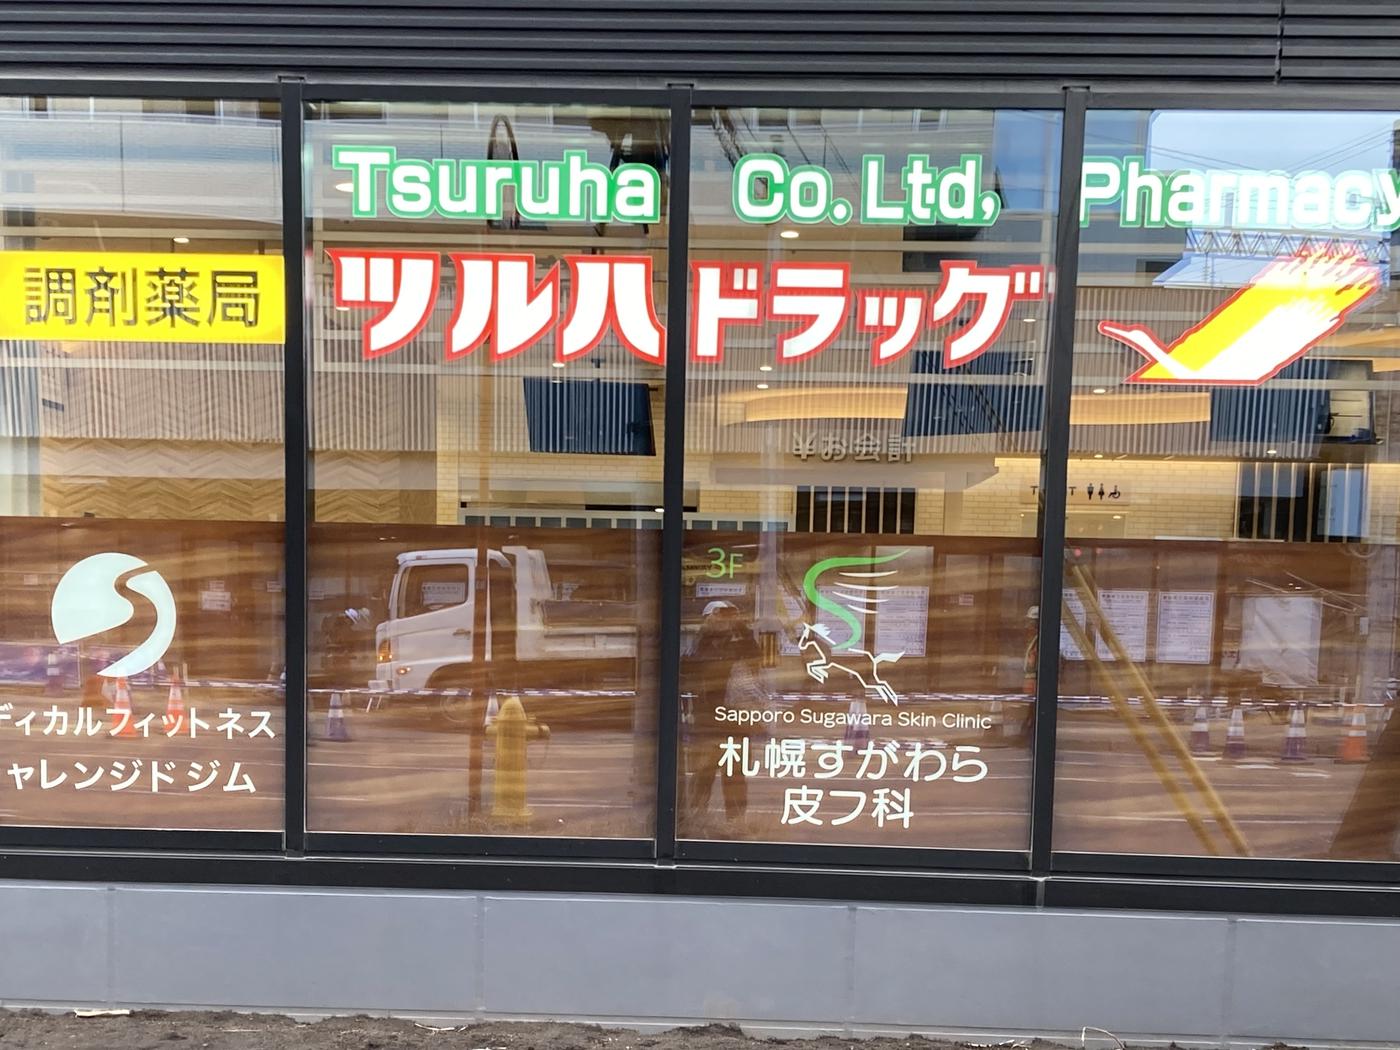 Tsuruha Co.Ltd, Pharmacy
調剤薬局
ツルハドラッグ
¥お会計
3F
ディカルフィットネス
ャレンジドジム
Sapporo Sugawara Skin Clinic
札幌すがわら
皮フ科